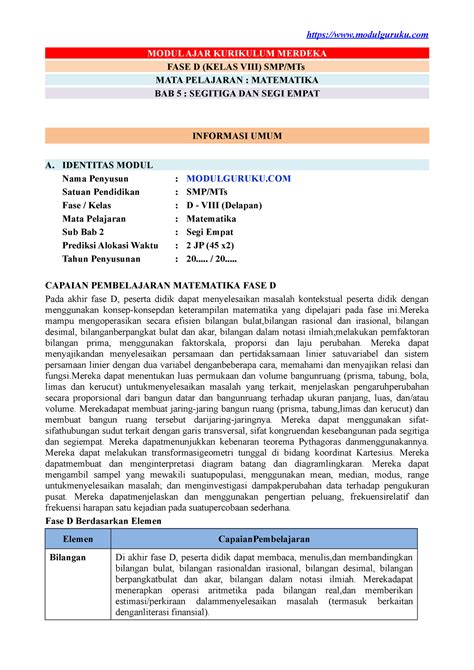 https://www.modulguruku.com
MODUL AJAR KURIKULUM MERDEKA
FASE D (KELAS VIII) SMP/MTs
MATA PELAJARAN : MATEMATIKA
BAB 5 : SEGITIGA DAN SEGI EMPAT
INFORMASI UMUM
A. IDENTITAS MODUL
Nama Penyusun : MODULGURUKU.COM
Satuan Pendidikan : SMP/MTs
Fase / Kelas : D - VIII (Delapan)
Mata Pelajaran : Matematika
Sub Bab 2 : Segi Empat
Prediksi Alokasi Waktu : 2 JP (45 x2)
Tahun Penyusunan : 20..... / 20.....
CAPAIAN PEMBELAJARAN MATEMATIKA FASE D
Pada akhir fase D, peserta didik dapat menyelesaikan masalah kontekstual peserta didik dengan
menggunakan konsep-konsepdan keterampilan matematika yang dipelajari pada fase ini.Mereka
mampu mengoperasikan secara efisien bilangan bulat,bilangan rasional dan irasional, bilangan
desimal, bilanganberpangkat bulat dan akar, bilangan dalam notasi ilmiah;melakukan pemfaktoran
bilangan prima, menggunakan faktorskala, proporsi dan laju perubahan. Mereka dapat
menyajikandan menyelesaikan persamaan dan pertidaksamaan linier satuvariabel dan sistem
persamaan linier dengan dua variabel denganbeberapa cara, memahami dan menyajikan relasi dan
fungsi.Mereka dapat menentukan luas permukaan dan volume bangunruang (prisma, tabung, bola,
limas dan kerucut) untukmenyelesaikan masalah yang terkait, menjelaskan pengaruhperubahan
secara proporsional dari bangun datar dan bangunruang terhadap ukuran panjang, luas, dan/atau
volume. Merekadapat membuat jaring-jaring bangun ruang (prisma, tabung,limas dan kerucut) dan
membuat bangun ruang tersebut darijaring-jaringnya. Mereka dapat menggunakan sifat-
sifathubungan sudut terkait dengan garis transversal, sifat kongruendan kesebangunan pada segitiga
dan segiempat. Mereka dapatmenunjukkan kebenaran teorema Pythagoras danmenggunakannya.
Mereka dapat melakukan transformasigeometri tunggal di bidang koordinat Kartesius. Mereka
dapatmembuat dan menginterpretasi diagram batang dan diagramlingkaran. Mereka dapat
mengambil sampel yang mewakili suatupopulasi, menggunakan mean, median, modus, range
untukmenyelesaikan masalah; dan menginvestigasi dampakperubahan data terhadap pengukuran
pusat. Mereka dapatmenjelaskan dan menggunakan pengertian peluang, frekuensirelatif dan
frekuensi harapan satu kejadian pada suatupercobaan sederhana.
Fase D Berdasarkan Elemen
Elemen CapaianPembelajaran
Bilangan Di akhir fase D, peserta didik dapat membaca, menulis,dan membandingkan
bilangan bulat, bilangan rasionaldan irasional, bilangan desimal, bilangan
berpangkatbulat dan akar, bilangan dalam notasi ilmiah. Merekadapat
menerapkan operasi aritmetika pada bilangan real,dan memberikan
estimasi/perkiraan dalammenyelesaikan masalah (termasuk berkaitan
denganliterasi finansial).